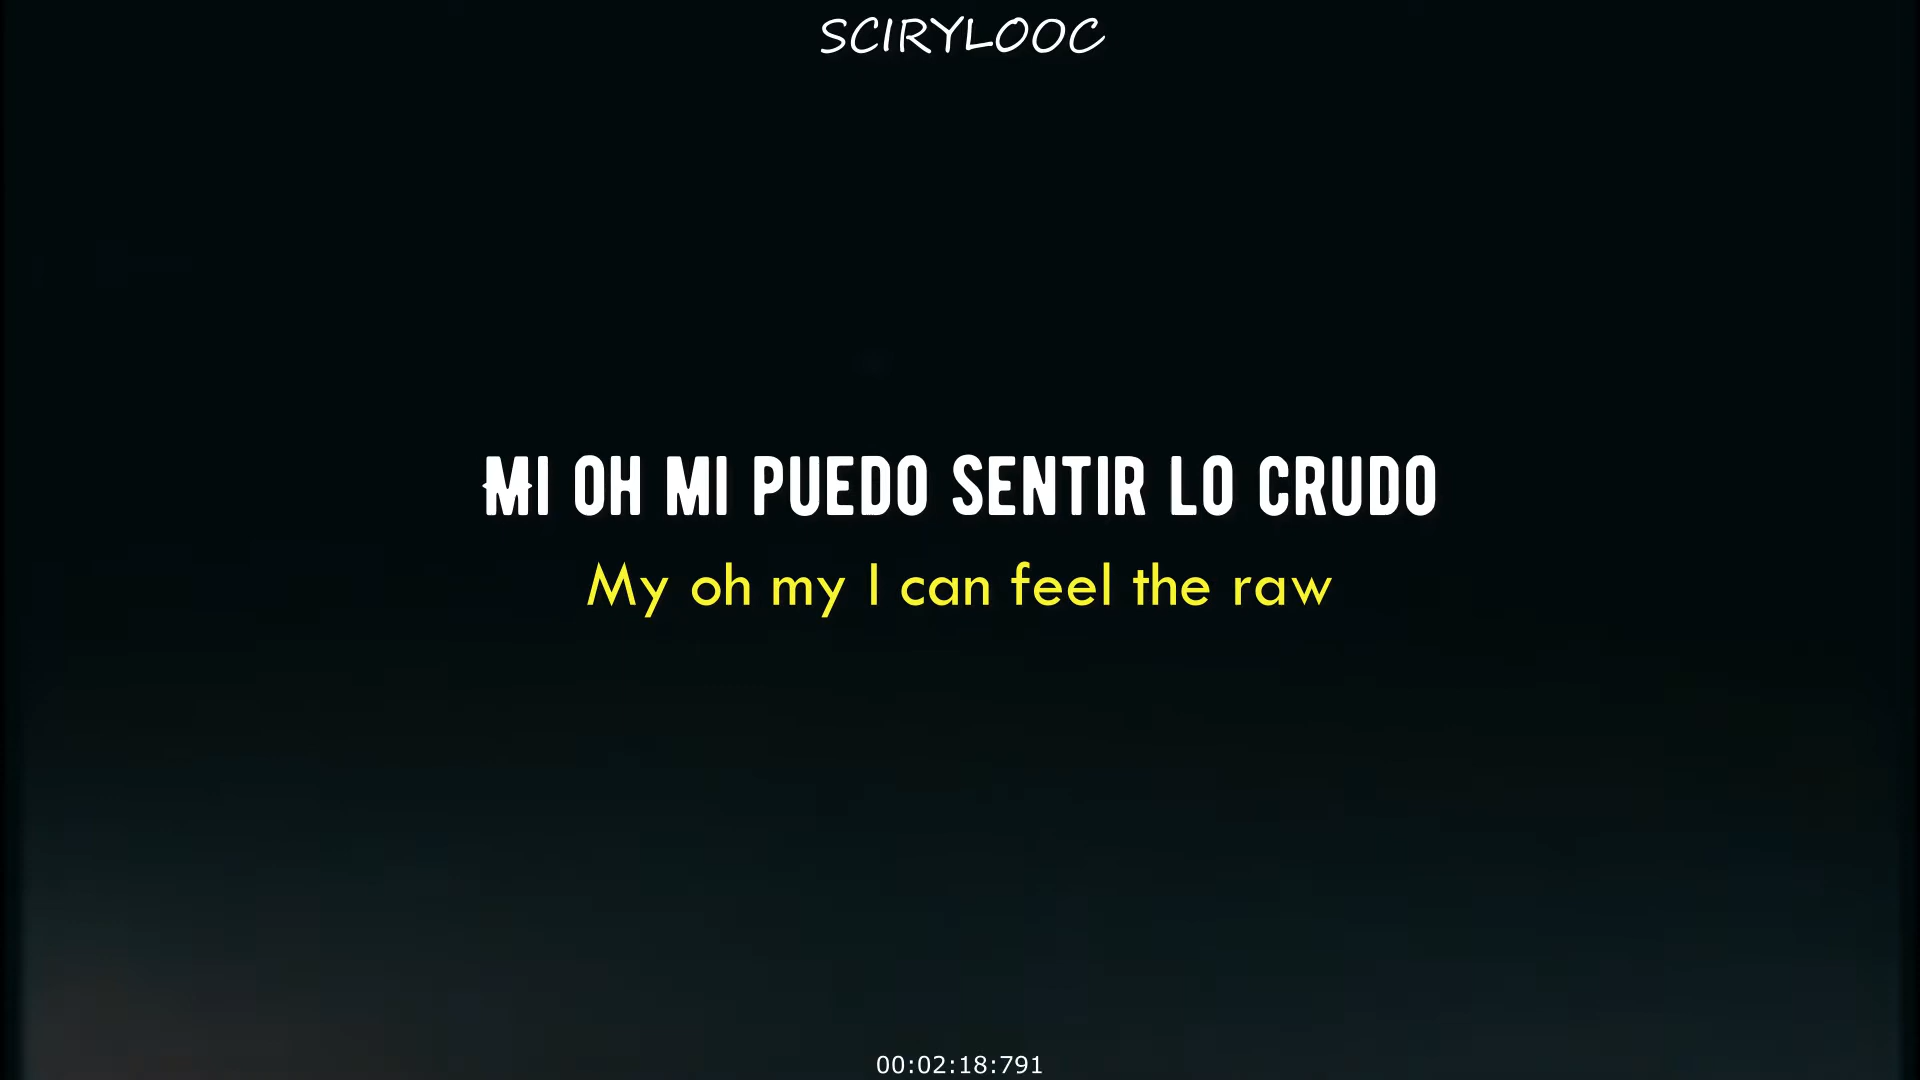 SCIRYLOOC
MI OH MI PUEDO SENTIR LO CRUDO
My oh my I can feel the raw
00:02:18:791